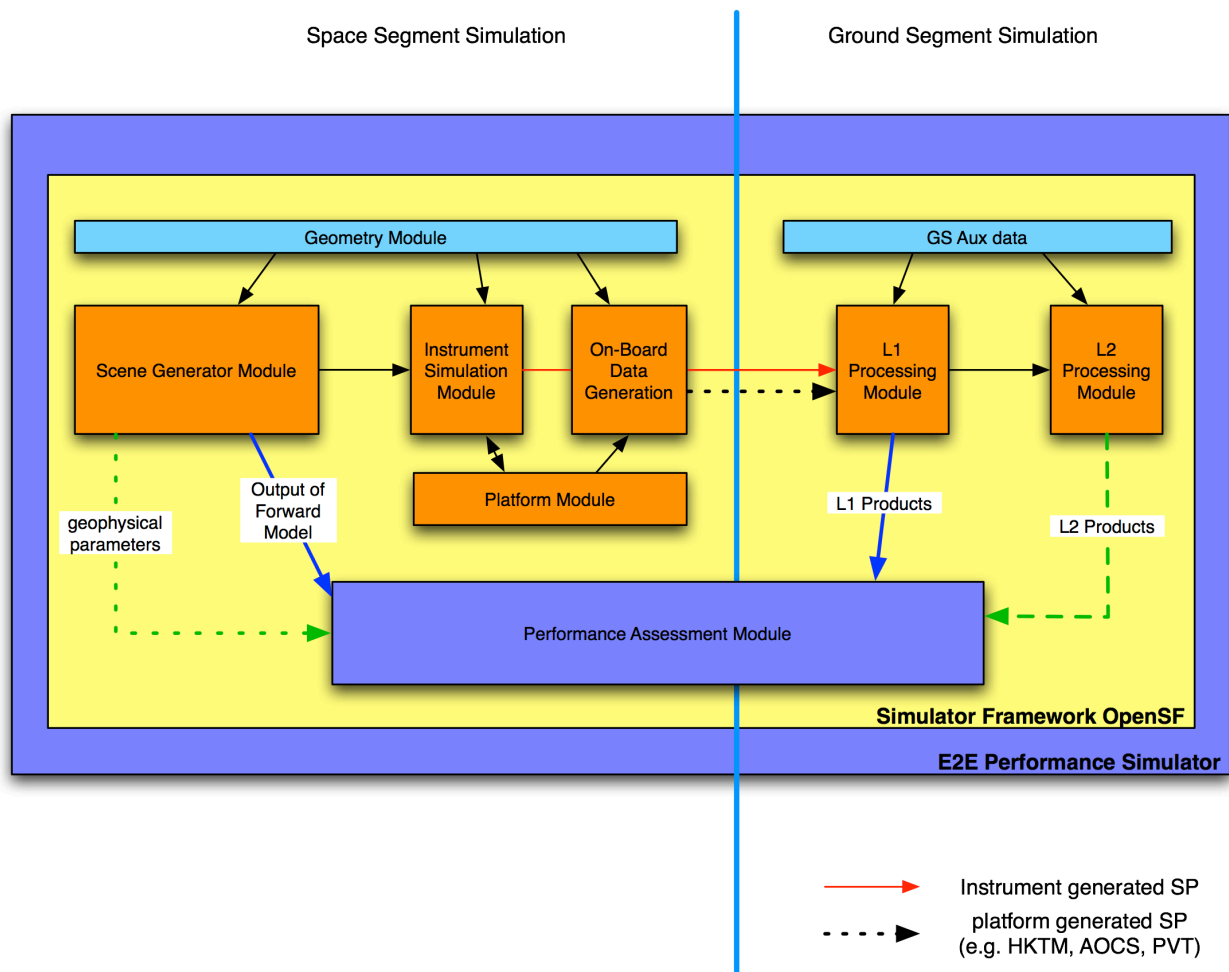 Space Segment Simulation
Ground Segment Simulation
Geometry Module
GS Aux data
Scene Generator Module
Instrument
Simulation
Module
On-Board
Data
Generation
L1
Processing
Module
L2
Processing
Module
Platform Module
Output of
Forward
Model
geophysical
parameters
L1 Products
L2 Products
Performance Assessment Module
Simulator Framework OpenSF
E2E Performance Simulator
Instrument generated SP
platform generated SP
(e.g. HKTM, AOCS, PVT)